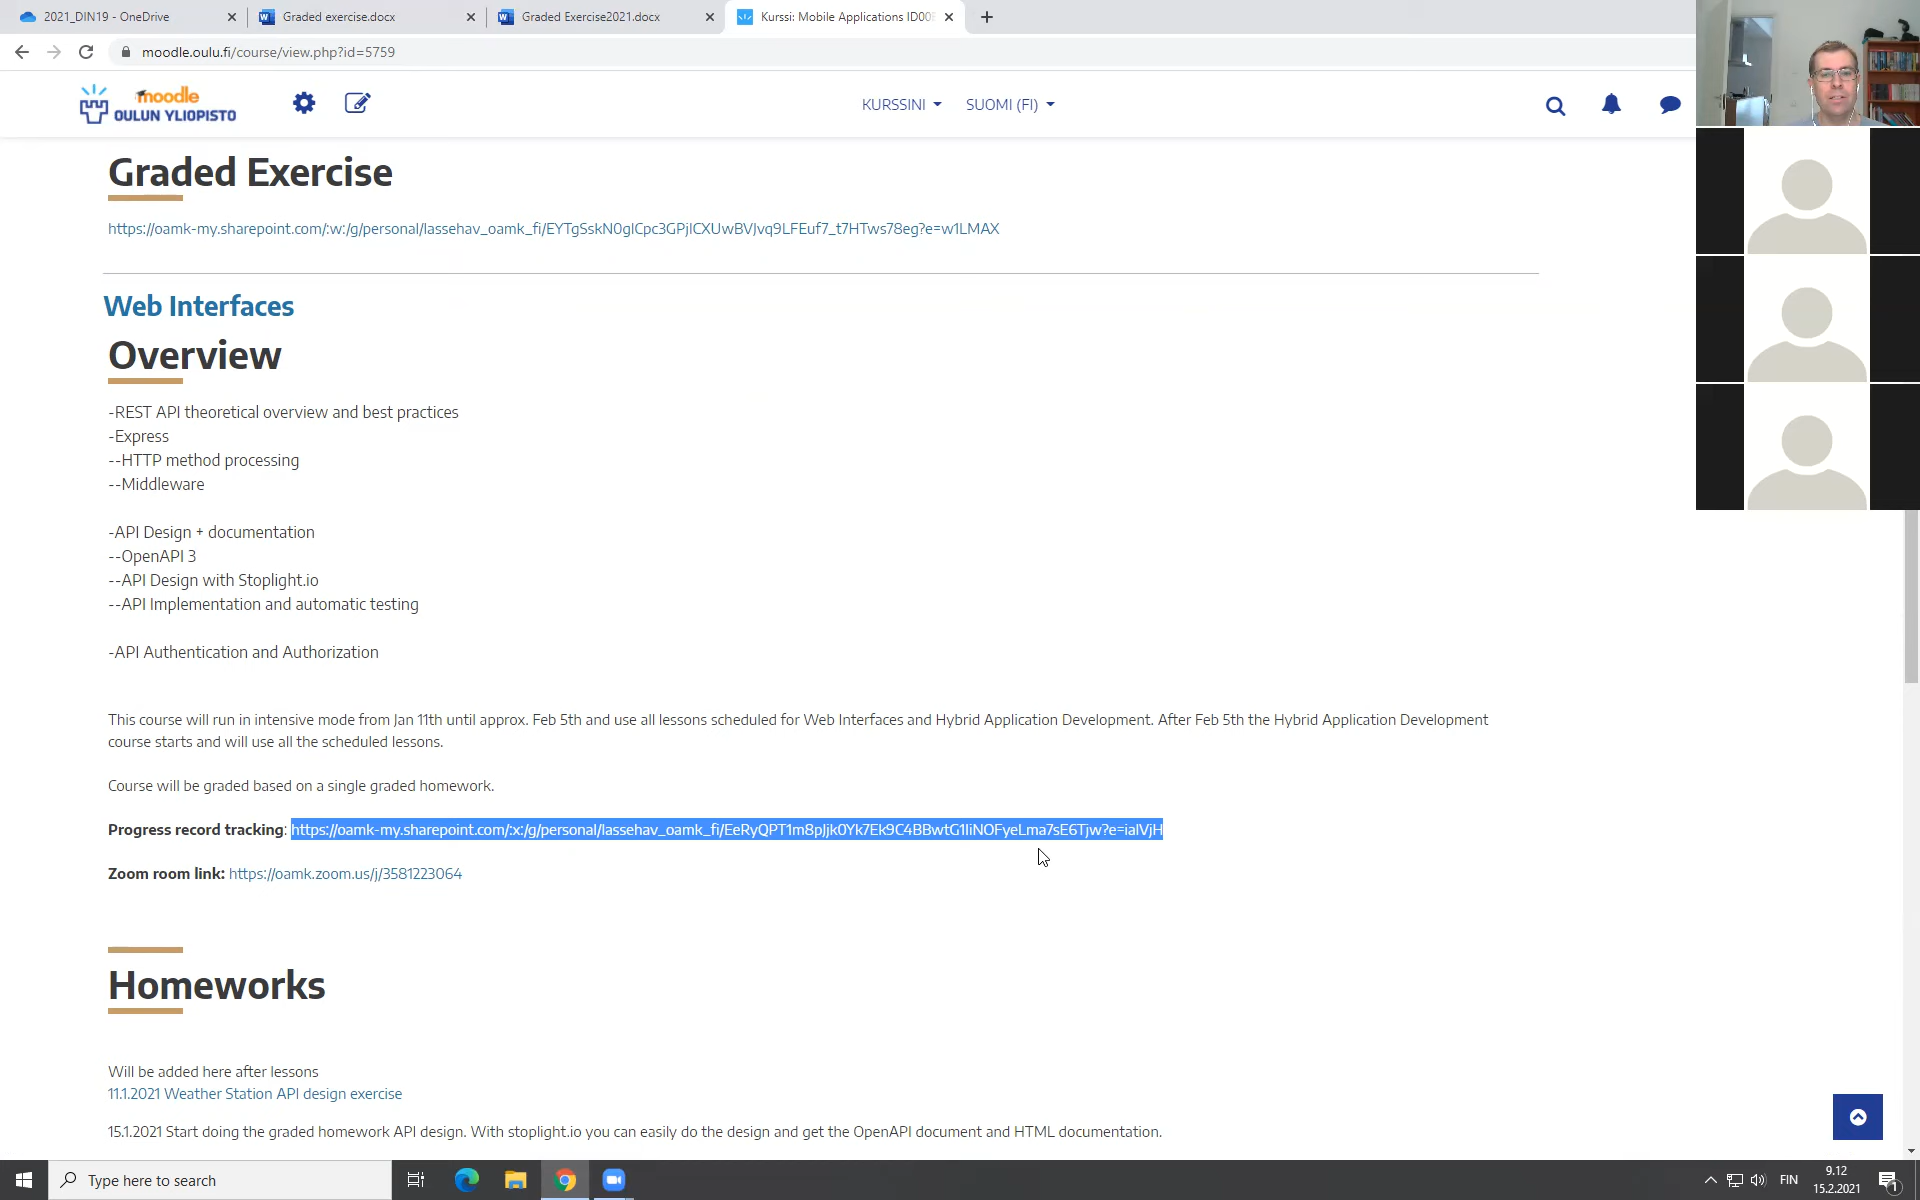 2021_DIN19 - OneDrive
Graded exercise.docx
Graded Exercise2021.docx
Kurssi: Mobile Applications ID00
moodle.oulu.fi/course/view.php?id=5759
moodle
OULUN YLIOPISTO
KURSSINI
SUOMI (FI)
Graded Exercise
https://oamk-my.sharepoint.com/:w:/g/personal/lassehav_oamk_fi/EYTgSskN0glCpc3GPjICXUwBVJvq9LFEuf7_t7HTws78eg?e=w1LMAX
Web Interfaces
Overview
-REST API theoretical overview and best practices
-Express
--HTTP method processing
--Middleware
-API Design + documentation
--OpenAPI 3
--API Design with Stoplight.io
--API Implementation and automatic testing
-API Authentication and Authorization
This course will run in intensive mode from Jan 11th until approx. Feb 5th and use all lessons scheduled for Web Interfaces and Hybrid Application Development. After Feb 5th the Hybrid Application Development
course starts and will use all the scheduled lessons.
Course will be graded based on a single graded homework.
Progress record tracking: https://oamk-my.sharepoint.com/:x:/g/personal/lassehav_oamk_fi/EeRyQPT1m8pJjk0Yk7Ek9C4BBwtG1IiNOFyeLma7sE6Tjw?e=ialVjH
Zoom room link: https://oamk.zoom.us/j/3581223064
Homeworks
Will be added here after lessons
11.1.2021 Weather Station API design exercise
15.1.2021 Start doing the graded homework API design. With stoplight.io you can easily do the design and get the OpenAPI document and HTML documentation.
Type here to search
FIN
9.12
15.2.2021
1